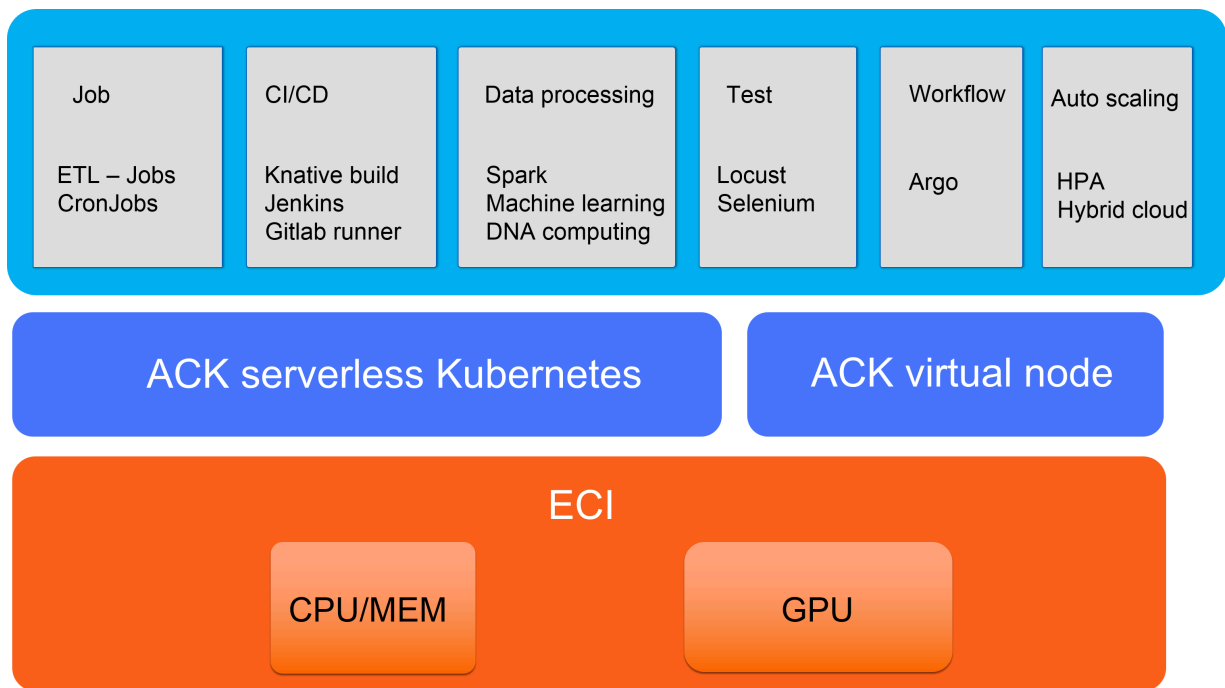 Job
ETL – Jobs
CronJobs
CI/CD
Knative build
Jenkins
Gitlab runner
Data processing
Spark
Machine learning
DNA computing
Test
Locust
Selenium
Workflow
Argo
Auto scaling
HPA
Hybrid cloud
ACK serverless Kubernetes
ACK virtual node
ECI
CPU/MEM
GPU